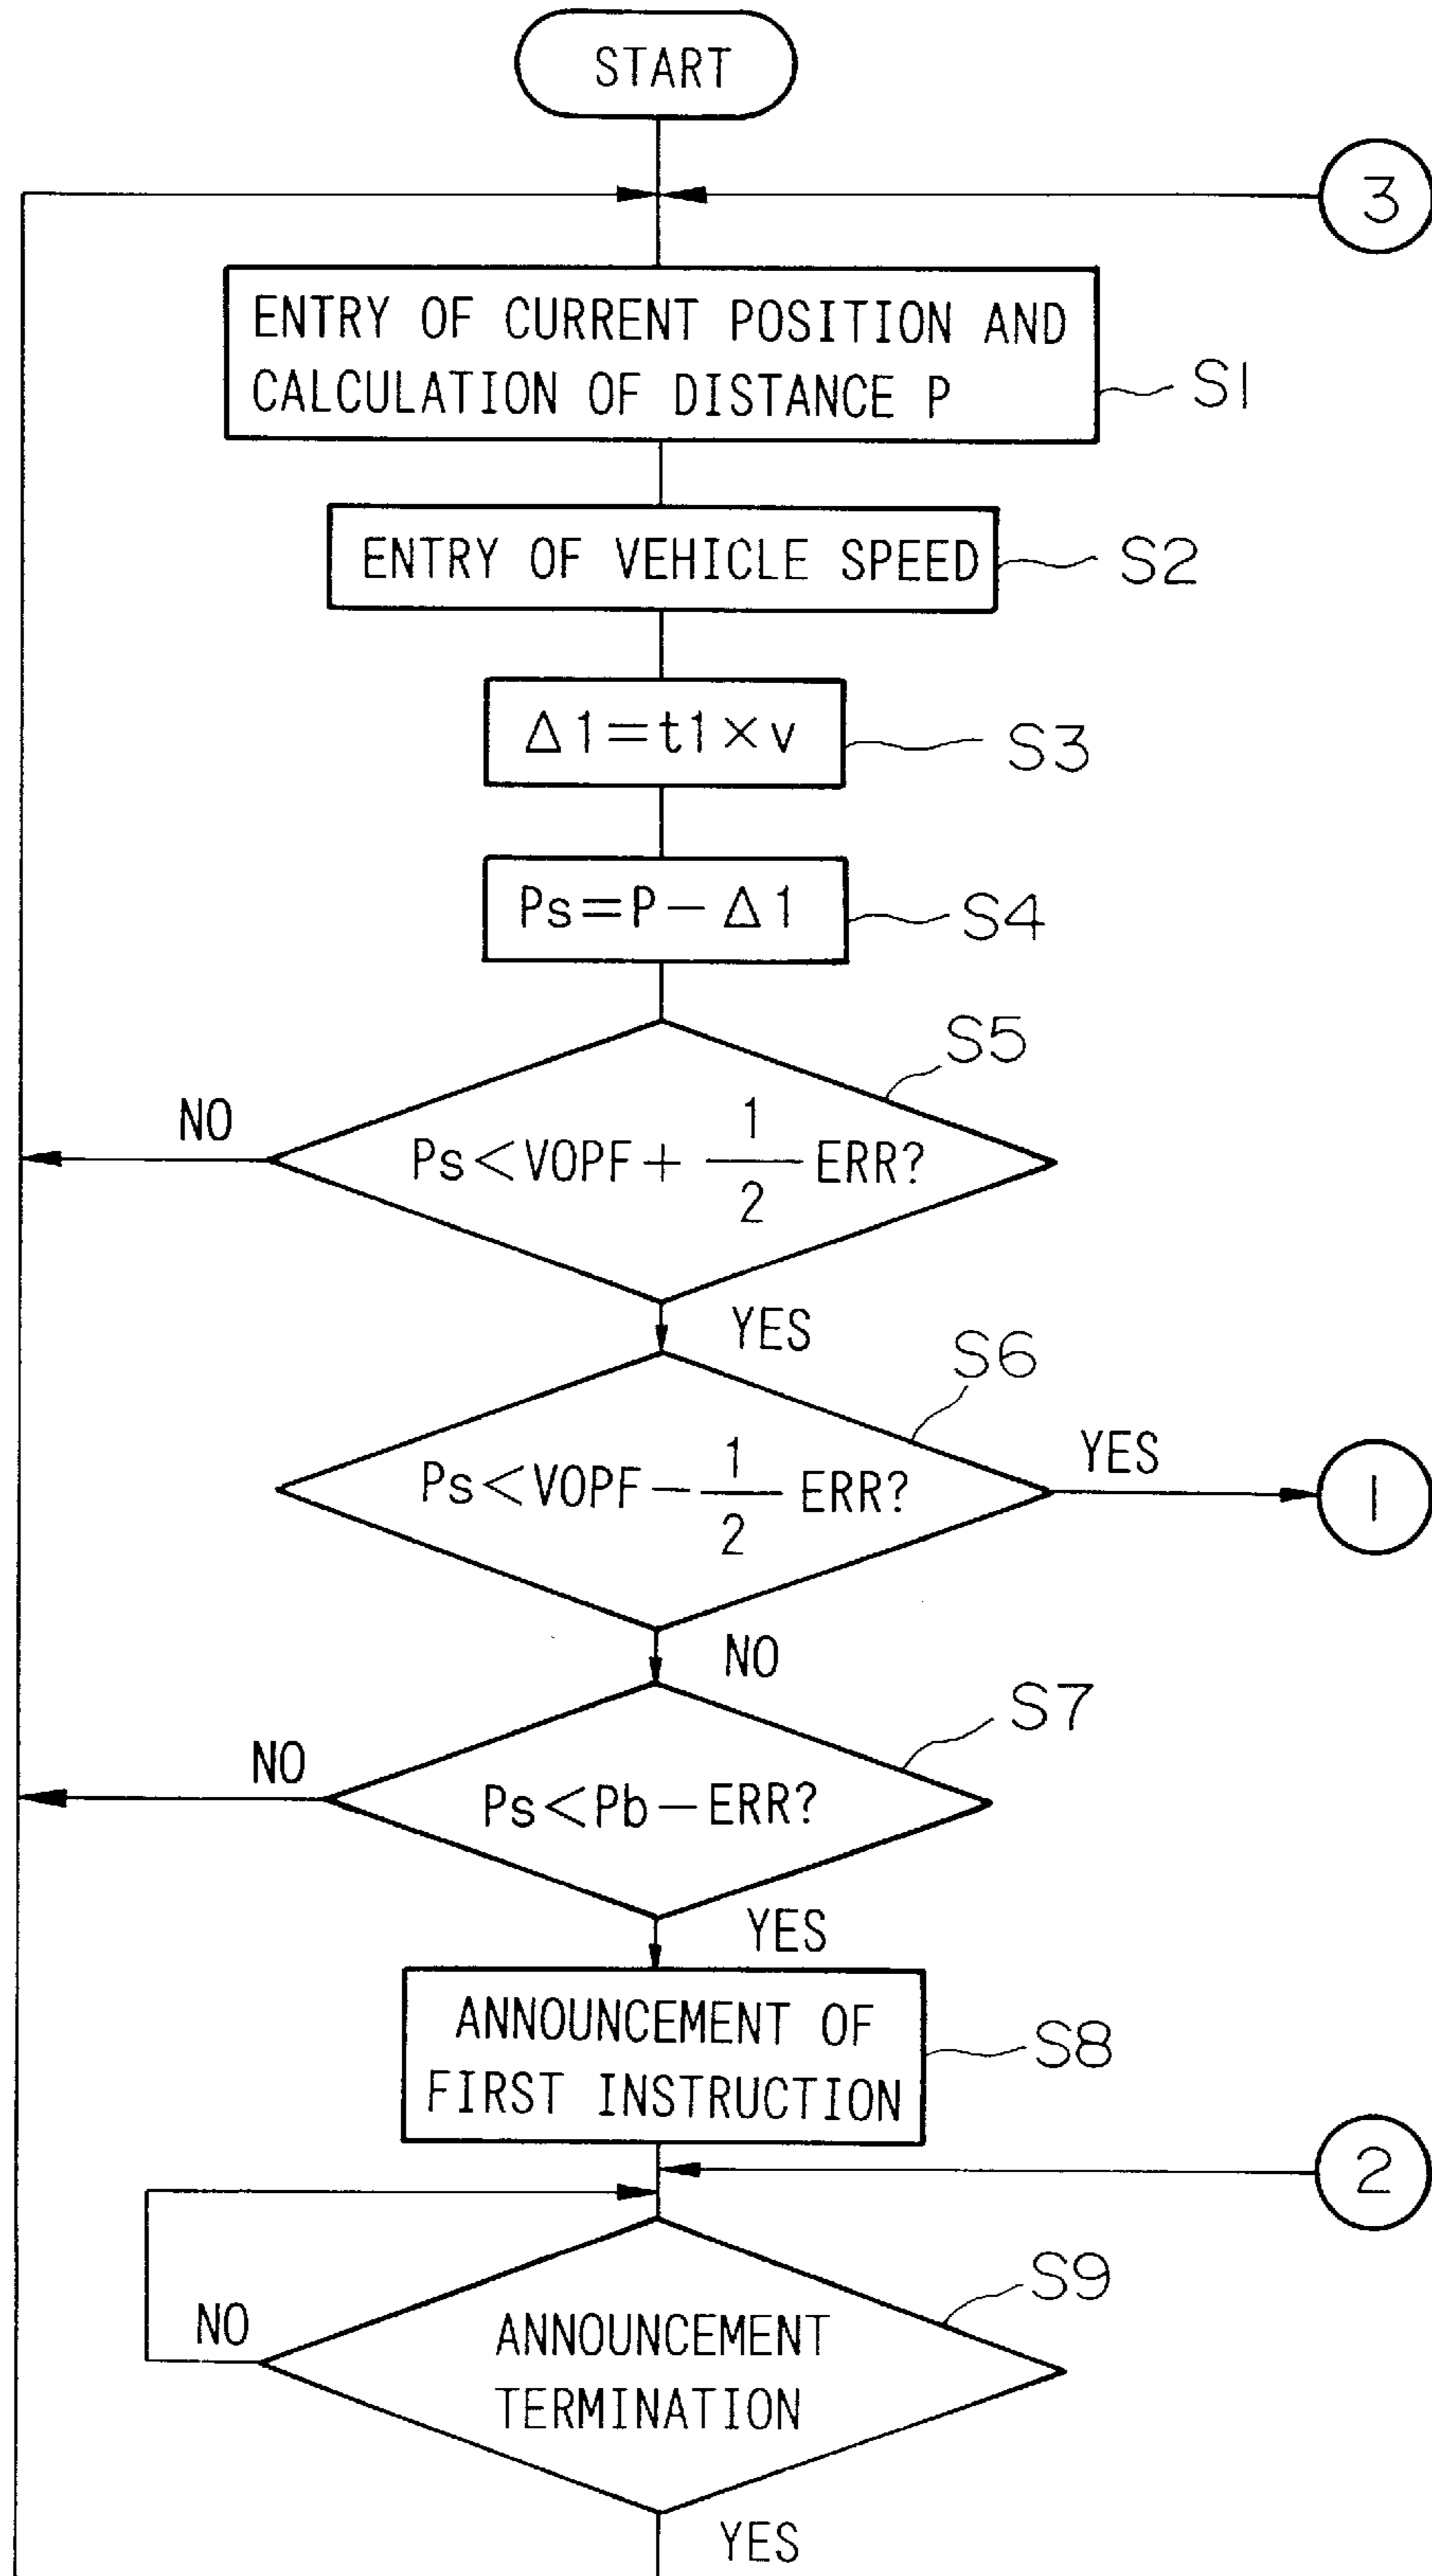 START
3
ENTRY OF CURRENT POSITION AND
CALCULATION OF DISTANCE P
S1
ENTRY OF VEHICLE SPEED
S2
Δ1=t1×v
S3
Ps=P-Δ1
S4
S5
NO
Ps<VOPF+ 1/2 ERR?
YES
S6
Ps<VOPF- 1/2 ERR?
YES
1
NO
S7
NO
Ps<Pb-ERR?
YES
ANNOUNCEMENT OF
FIRST INSTRUCTION
S8
2
S9
NO
ANNOUNCEMENT
TERMINATION
YES